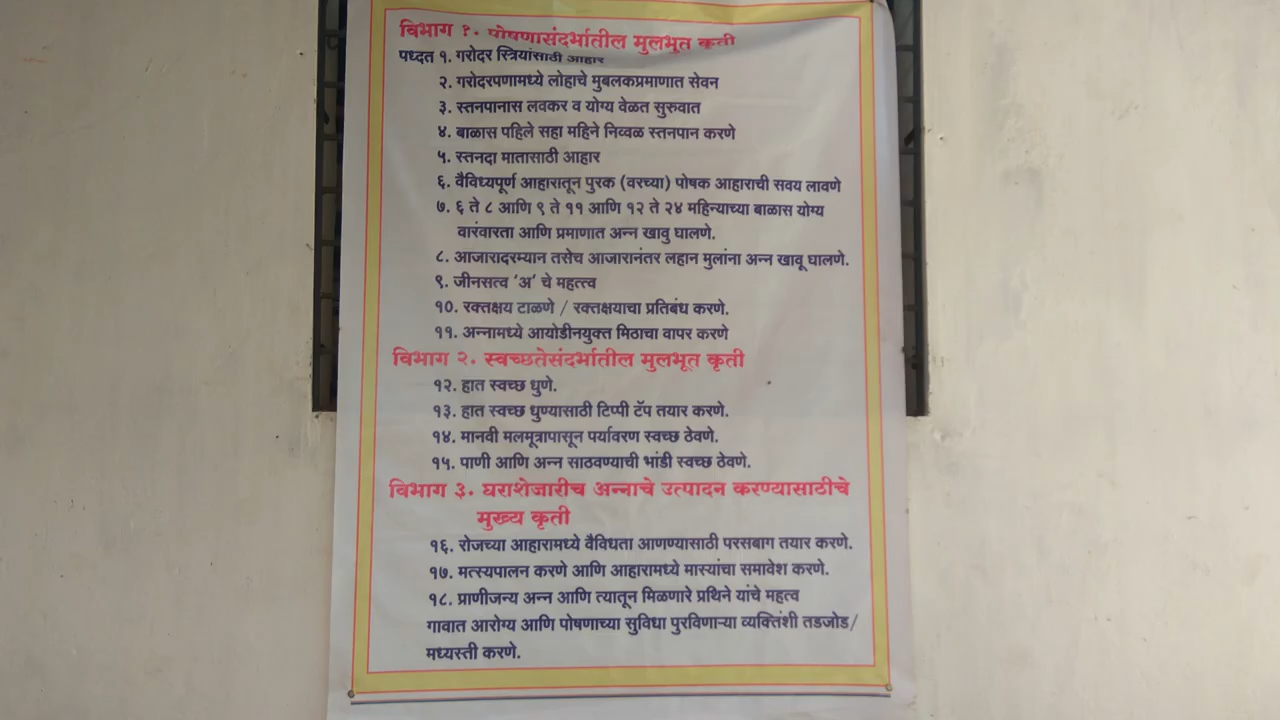 विभाग १. पोषणासंदर्भातील मुलभूत कृती
पध्दत १. गरोदर स्त्रियांसाठी आहार
२. गरोदरपणामध्ये लोहाचे मुबलकप्रमाणात सेवन
३. स्तनपानास लवकर व योग्य वेळत सुरुवात
४. बाळास पहिले सहा महिने निव्वळ स्तनपान करणे
५. स्तनदा मातासाठी आहार
६. वैविध्यपूर्ण आहारातून पुरक (वरच्या) पोषक आहाराची सवय लावणे
७. ६ ते ८ आणि ९ ते ११ आणि १२ ते २४ महिन्याच्या बाळास योग्य
वारंवारता आणि प्रमाणात अन्न खावु घालणे.
८. आजारादरम्यान तसेच आजारानंतर लहान मुलांना अन्न खावू घालणे.
९. जीनसत्व ‘अ’ चे महत्त्व
१०. रक्तक्षय टाळणे / रक्तक्षयाचा प्रतिबंध करणे.
११. अन्नामध्ये आयोडीनयुक्त मिठाचा वापर करणे
विभाग २. स्वच्छतेसंदर्भातील मुलभूत कृती
१२. हात स्वच्छ धुणे.
१३. हात स्वच्छ धुण्यासाठी टिप्पी टॅप तयार करणे.
१४. मानवी मलमूत्रापासून पर्यावरण स्वच्छ ठेवणे.
१५. पाणी आणि अन्न साठवण्याची भांडी स्वच्छ ठेवणे.
विभाग ३. घराशेजारीच अन्नाचे उत्पादन करण्यासाठीचे
मुख्य कृती
१६. रोजच्या आहारामध्ये वैविधता आणण्यासाठी परसबाग तयार करणे.
१७. मत्स्यपालन करणे आणि आहारामध्ये मास्यांचा समावेश करणे.
१८. प्राणीजन्य अन्न आणि त्यातून मिळणारे प्रथिने यांचे महत्व
गावात आरोग्य आणि पोषणाच्या सुविधा पुरविणाऱ्या व्यक्तिंशी तडजोड/
मध्यस्ती करणे.